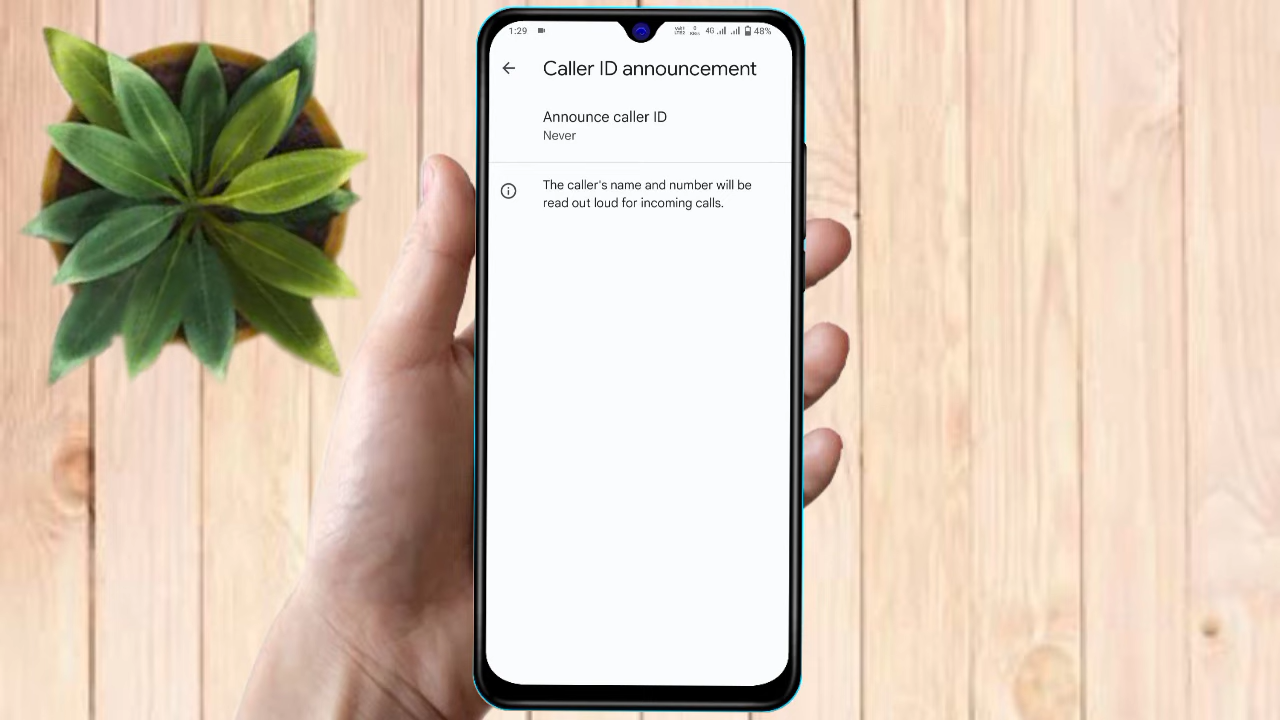 1:29 4G 48%
Caller ID announcement
Announce caller ID
Never
The caller's name and number will be
read out loud for incoming calls.